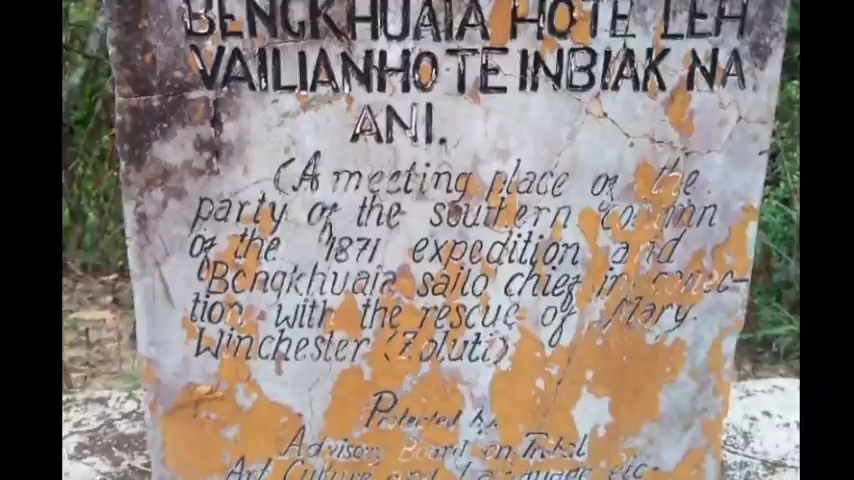 BENGKHUAIA HOTE LEH
VAILIANHO TE INBIAK NA
ANI.
(A meeting place of the
party of the southern column
of the 1871 expedition and
Bengkhuaia sailo chief in connec-
tion with the rescue of Mary
Winchester (Zoluti)
Protected by
Advisory Board on Tribal
Art Culture and Language etc.